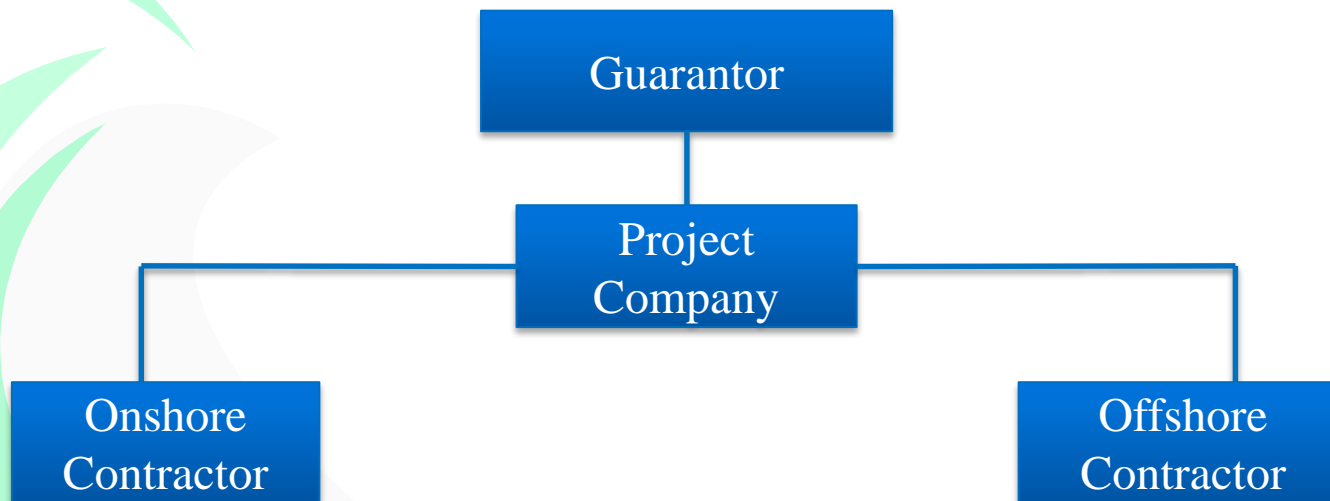 Guarantor
Project
Company
Onshore
Contractor
Offshore
Contractor